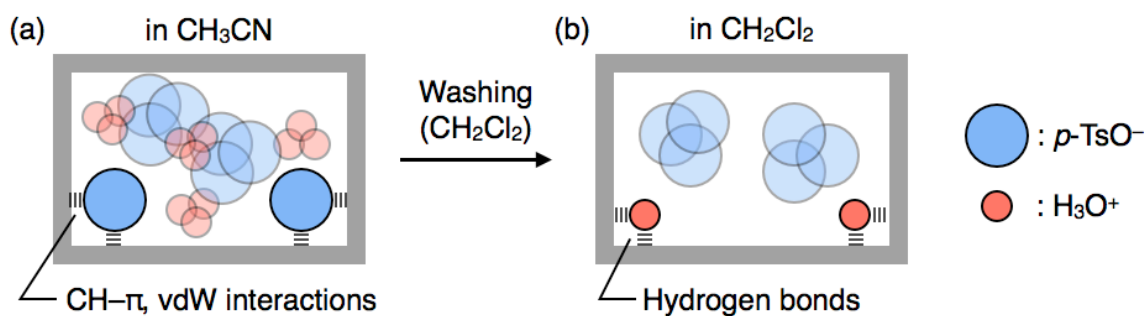 (a) in CH₃CN
(b) in CH₂Cl₂
Washing
(CH₂Cl₂)
: p-TsO⁻
: H₃O⁺
CH–π, vdW interactions
Hydrogen bonds